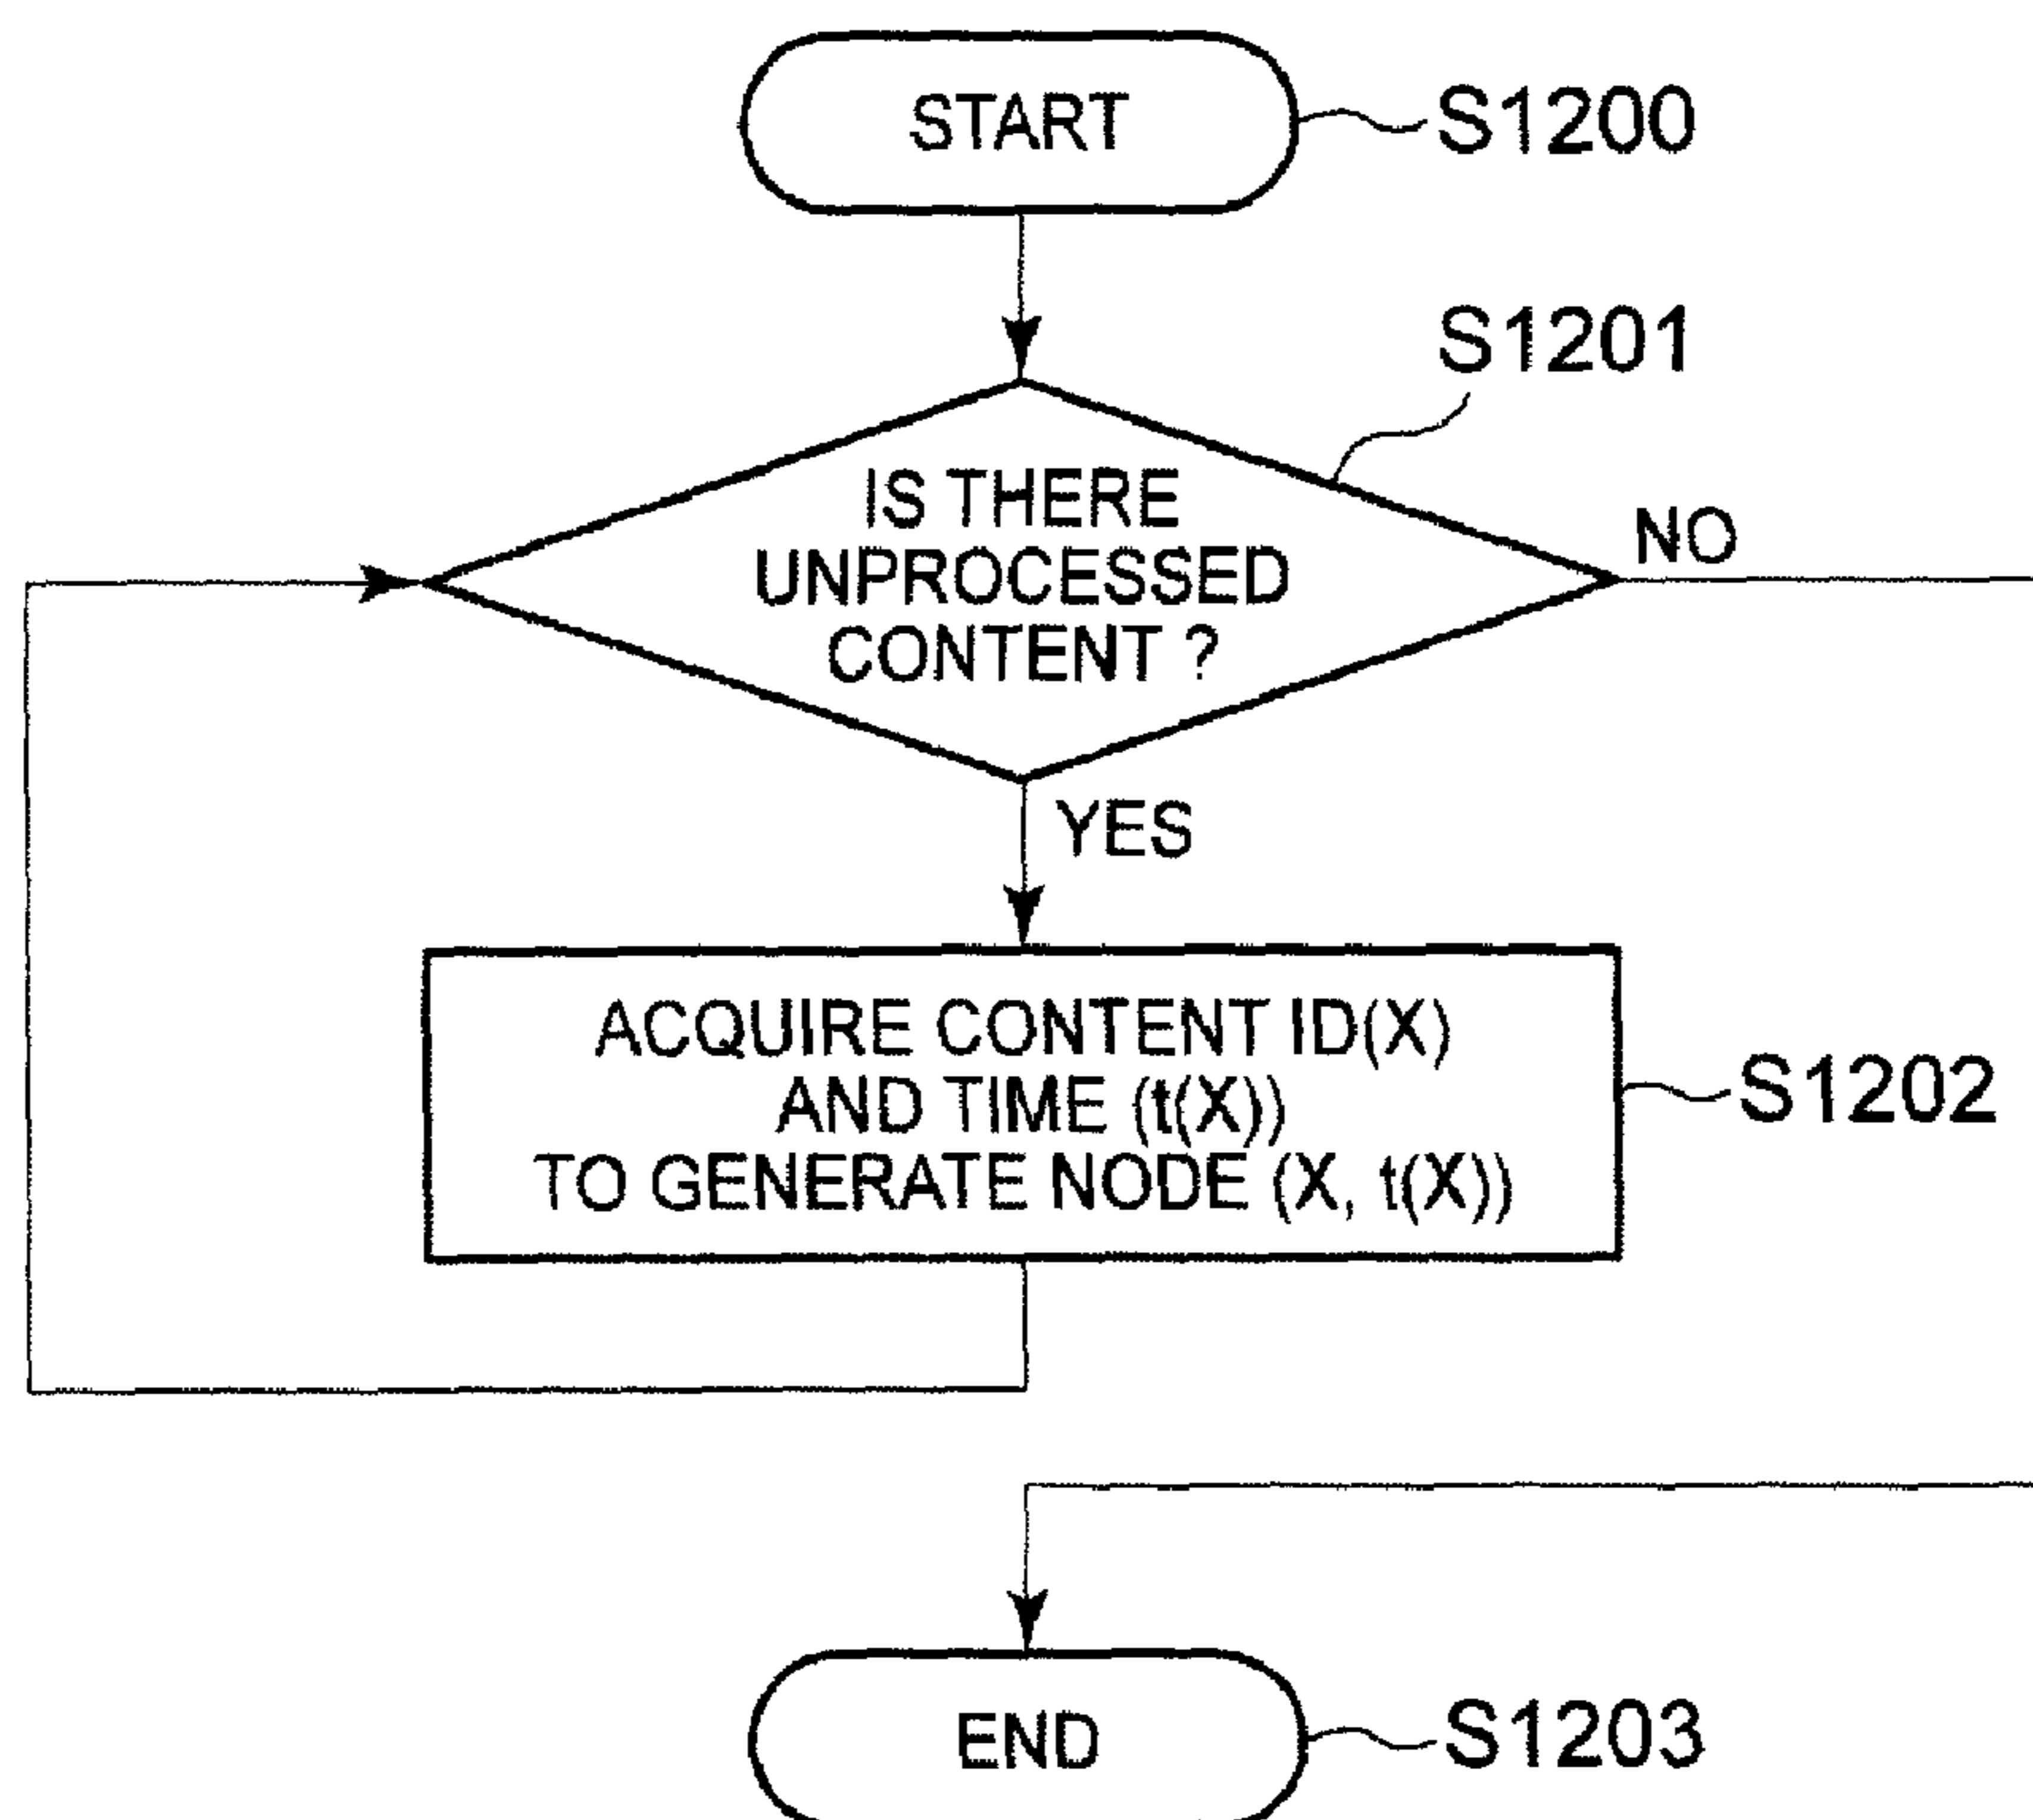 START
S1200
S1201
IS THERE
UNPROCESSED
CONTENT ?
NO
YES
ACQUIRE CONTENT ID(X)
AND TIME (t(X))
TO GENERATE NODE (X, t(X))
S1202
END
S1203